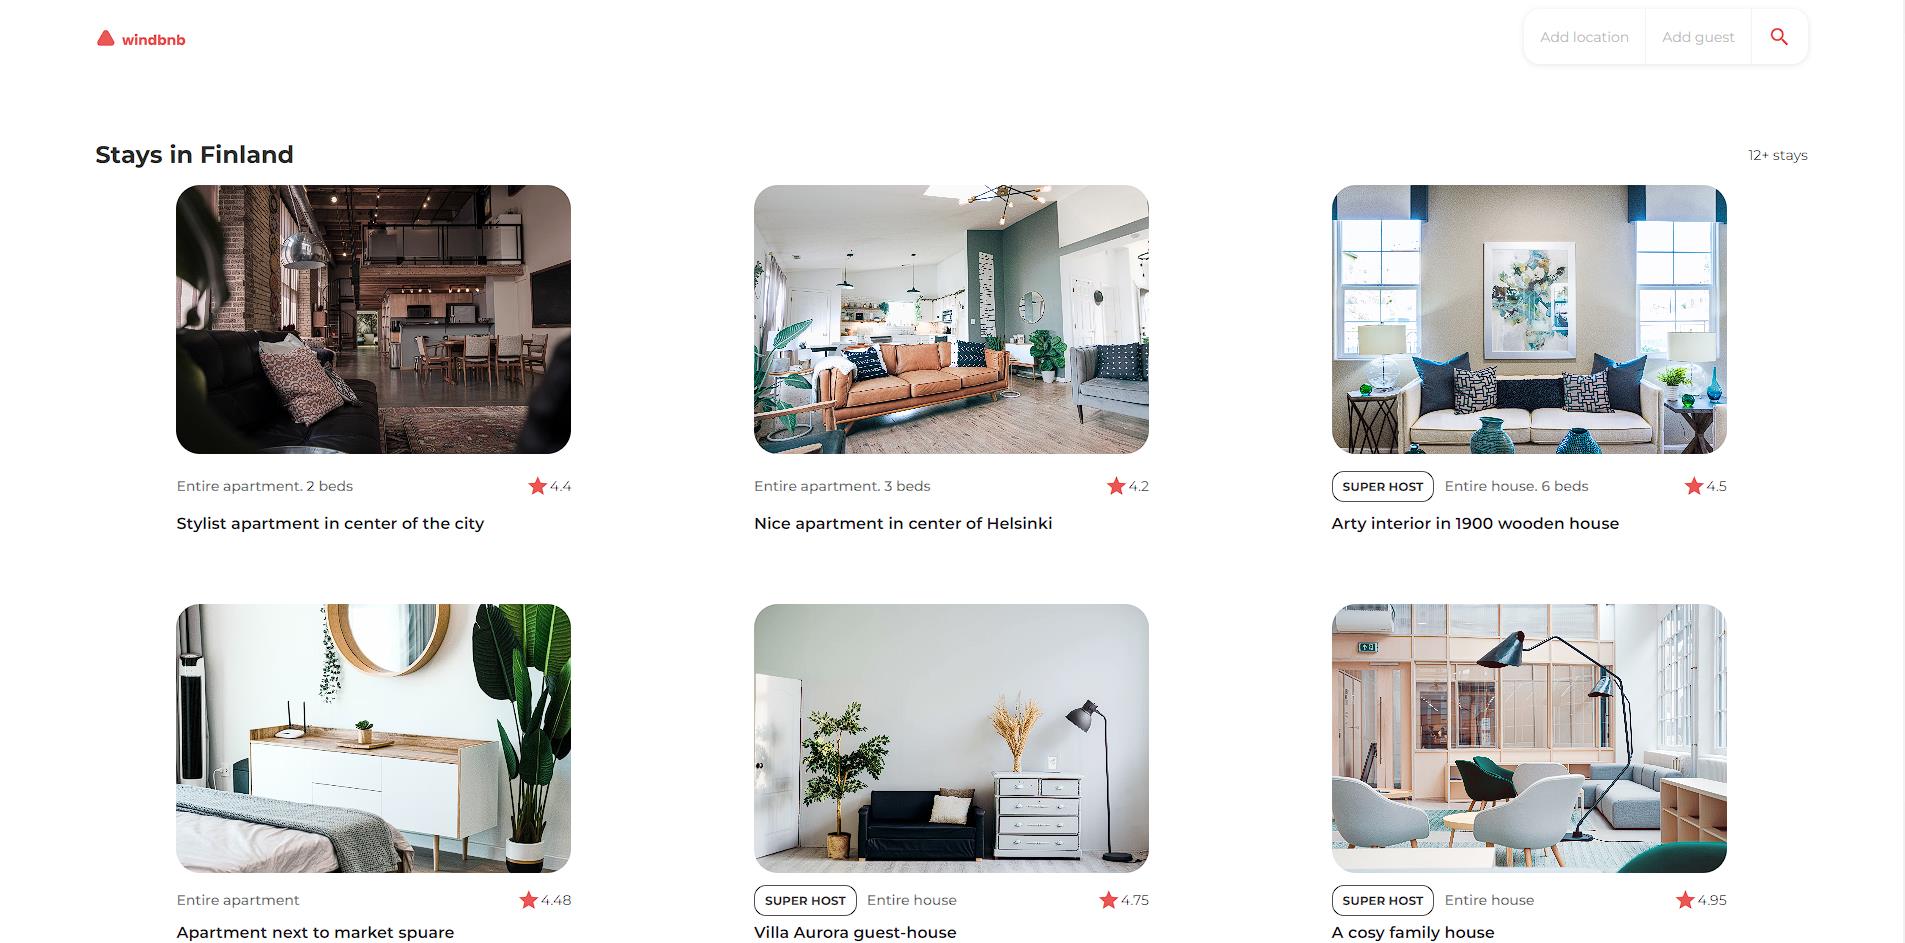 windbnb
Add location
Add guest
Stays in Finland
12+ stays
Entire apartment. 2 beds
4.4
Stylist apartment in center of the city
Entire apartment. 3 beds
4.2
Nice apartment in center of Helsinki
SUPER HOST
Entire house. 6 beds
4.5
Arty interior in 1900 wooden house
Entire apartment
4.48
Apartment next to market spuare
SUPER HOST
Entire house
4.75
Villa Aurora guest-house
SUPER HOST
Entire house
4.95
A cosy family house